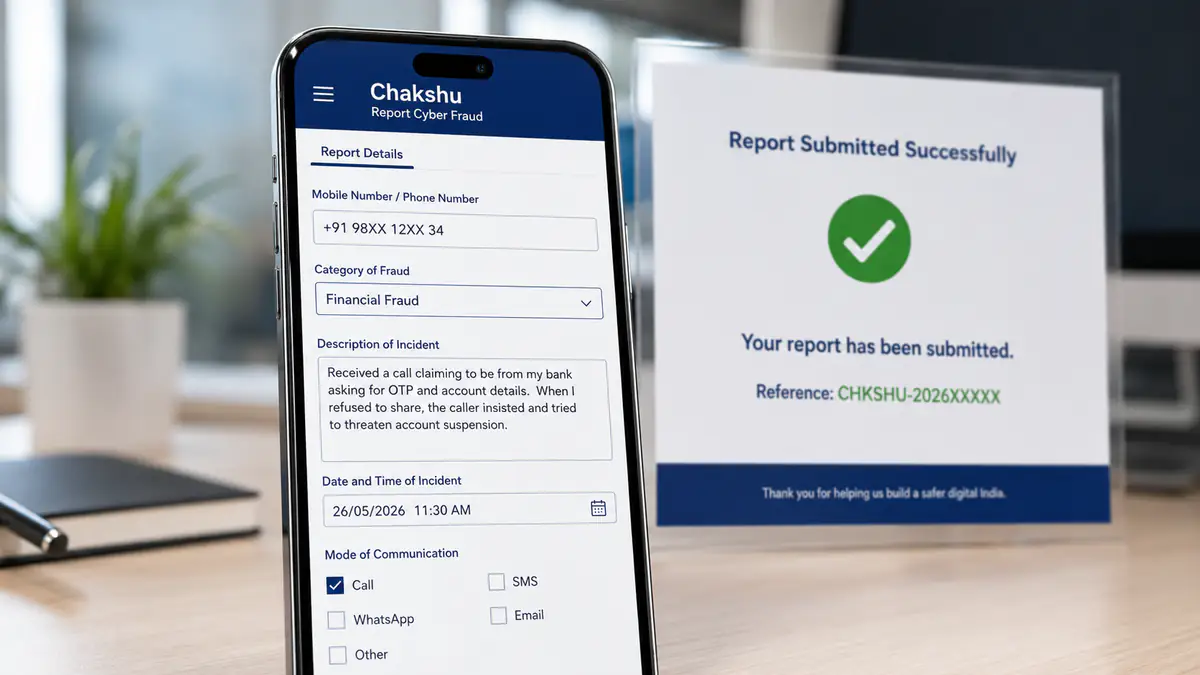 Chakshu
Report Cyber Fraud
Report Details
Mobile Number / Phone Number
+91 98XX 12XX 34
Category of Fraud
Financial Fraud
Description of Incident
Received a call claiming to be from my bank
asking for OTP and account details. When I
refused to share, the caller insisted and tried
to threaten account suspension.
Date and Time of Incident
26/05/2026 11:30 AM
Mode of Communication
Call
SMS
WhatsApp
Email
Other
Report Submitted Successfully
Your report has been submitted.
Reference: CHKSHU-2026XXXXX
Thank you for helping us build a safer digital India.